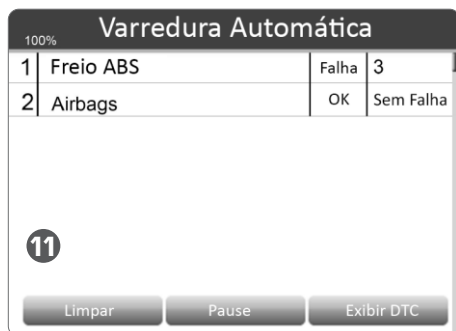 100% Varredura Automática
1 Freio ABS Falha 3
2 Airbags OK Sem Falha
11
Limpar Pause Exibir DTC